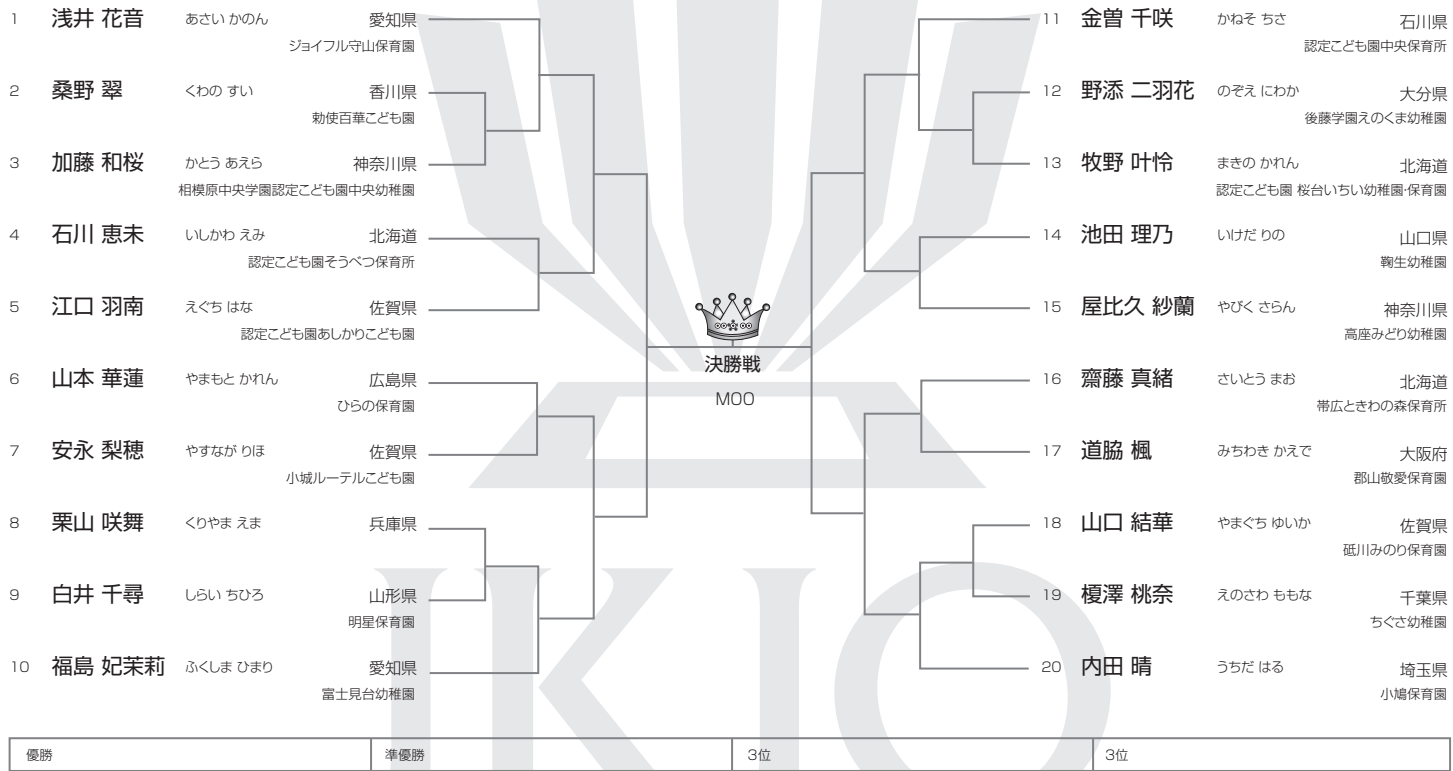 1 浅井 花音 あさい かのん 愛知県
ジョイフル守山保育園
2 桑野 翠 くわの すい 香川県
勅使百華こども園
3 加藤 和桜 かとう あえら 神奈川県
相模原中央学園認定こども園中央幼稚園
4 石川 恵未 いしかわ えみ 北海道
認定こども園そうべつ保育所
5 江口 羽南 えぐち はな 佐賀県
認定こども園あしかりこども園
6 山本 華蓮 やまもと かれん 広島県
ひらの保育園
7 安永 梨穂 やすなが りほ 佐賀県
小城ルーテルこども園
8 栗山 咲舞 くりやま えま 兵庫県
9 白井 千尋 しらい ちひろ 山形県
明星保育園
10 福島 妃茉莉 ふくしま ひまり 愛知県
富士見台幼稚園
決勝戦
M00
11 金曽 千咲 かねそ ちさ 石川県
認定こども園中央保育所
12 野添 二羽花 のぞえ にわか 大分県
後藤学園えのくま幼稚園
13 牧野 叶怜 まきの かれん 北海道
認定こども園 桜台いちい幼稚園・保育園
14 池田 理乃 いけだ りの 山口県
鞠生幼稚園
15 屋比久 紗蘭 やびく さらん 神奈川県
高座みどり幼稚園
16 齋藤 真緒 さいとう まお 北海道
帯広ときわの森保育所
17 道脇 楓 みちわき かえで 大阪府
郡山敬愛保育園
18 山口 結華 やまぐち ゆいか 佐賀県
砥川みのり保育園
19 榎澤 桃奈 えのさわ ももな 千葉県
ちぐさ幼稚園
20 内田 晴 うちだ はる 埼玉県
小鳩保育園
IKIO
優勝 準優勝 3位 3位